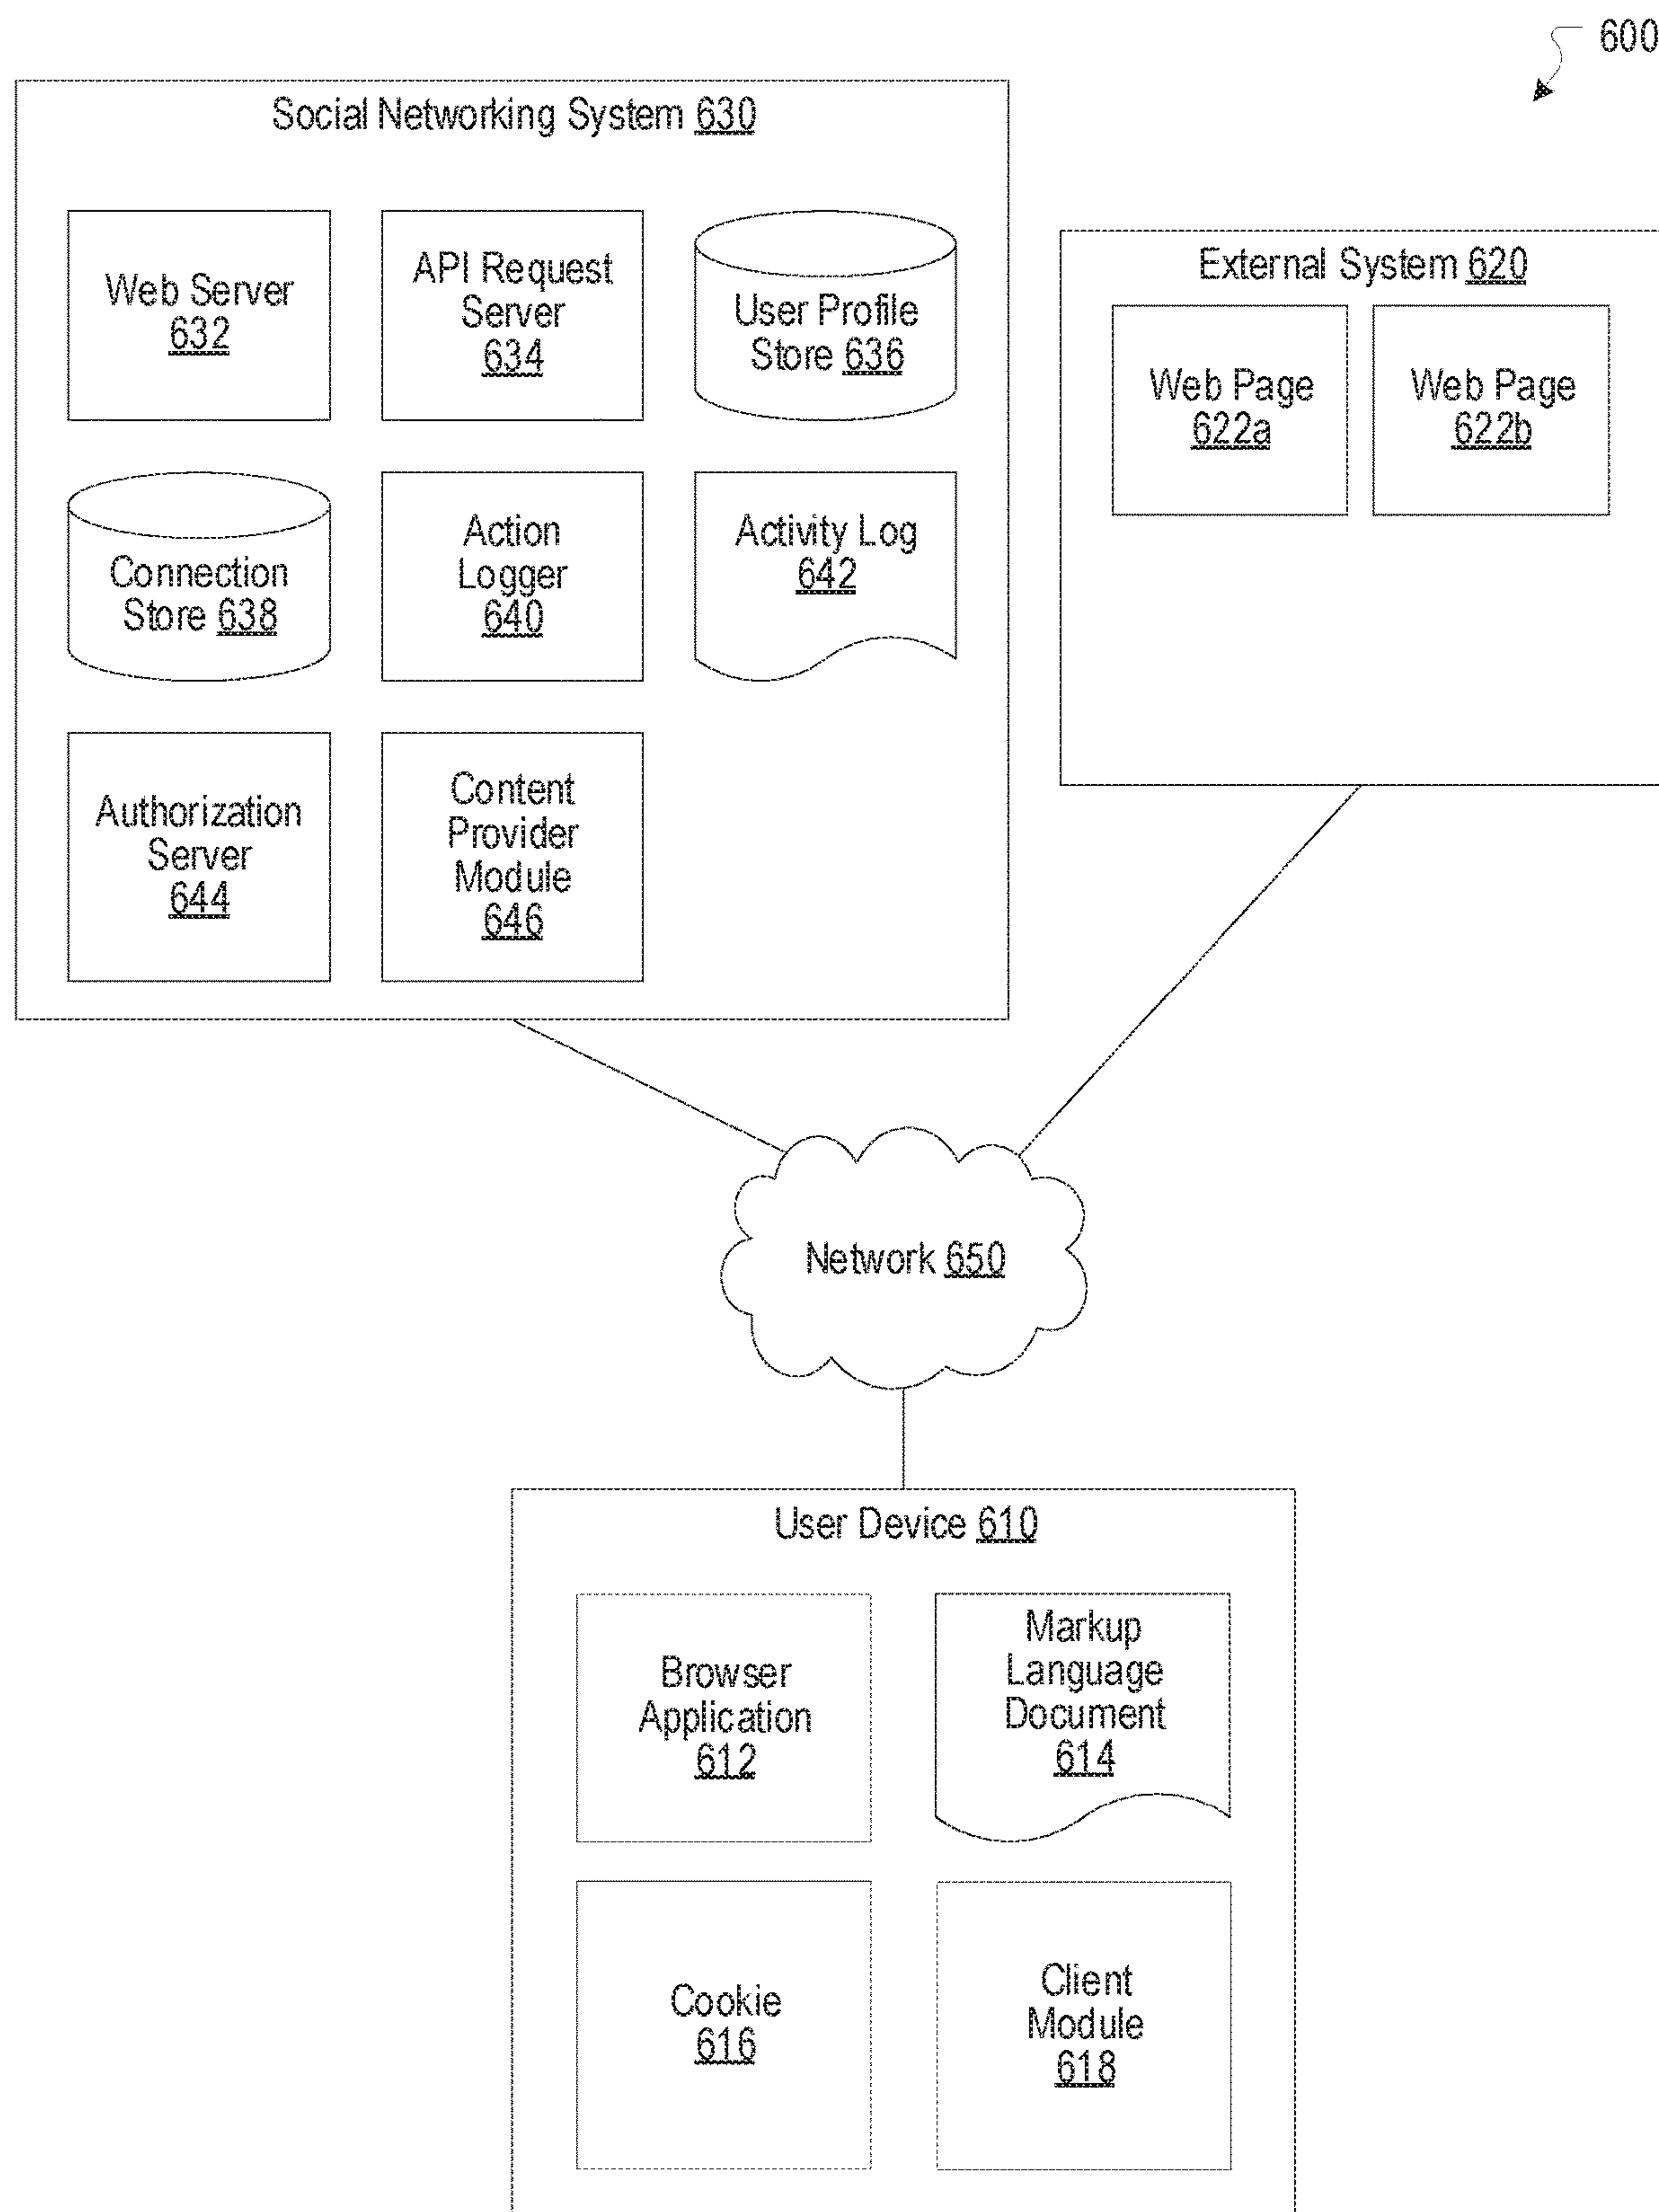 600
Social Networking System 630
Web Server
632
API Request
Server
634
User Profile
Store 636
Connection
Store 638
Action
Logger
640
Activity Log
642
Authorization
Server
644
Content
Provider
Module
646
External System 620
Web Page
622a
Web Page
622b
Network 650
User Device 610
Browser
Application
612
Markup
Language
Document
614
Cookie
616
Client
Module
618